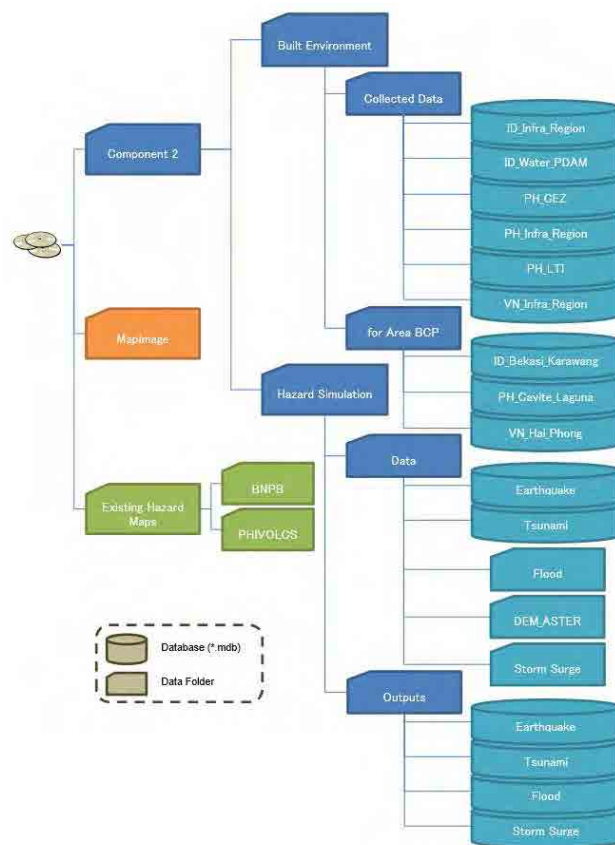 Built Environment
Collected Data
ID_Infra_Region
ID_Water_PDAM
PH_CEZ
PH_Infra_Region
PH_LTI
VN_Infra_Region
Component 2
MapImage
for Area BCP
ID_Bekasi_Karawang
PH_Cavite_Laguna
VN_Hai_Phong
Hazard Simulation
Data
Earthquake
Tsunami
Flood
DEM_ASTER
Storm Surge
Existing Hazard
Maps
BNPB
PHIVOLCS
Database (*.mdb)
Data Folder
Outputs
Earthquake
Tsunami
Flood
Storm Surge